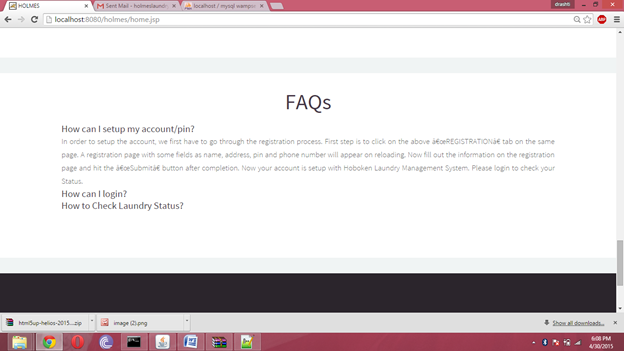 HOLMES
Sent Mail - holmeslaundr
localhost / mysql wampse
drashti
localhost:8080/holmes/home.jsp
ABP
FAQs
How can I setup my account/pin?
In order to setup the account, we first have to go through the registration process. First step is to click on the above â€œREGISTRATIONâ€ tab on the same
page. A registration page with some fields as name, address, pin and phone number will appear on reloading. Now fill out the information on the registration
page and hit the â€œSubmitâ€ button after completion. Now your account is setup with Hoboken Laundry Management System. Please login to check your
Status.
How can I login?
How to Check Laundry Status?
html5up-helios-2015....zip
image (2).png
Show all downloads...
6:08 PM
4/30/2015